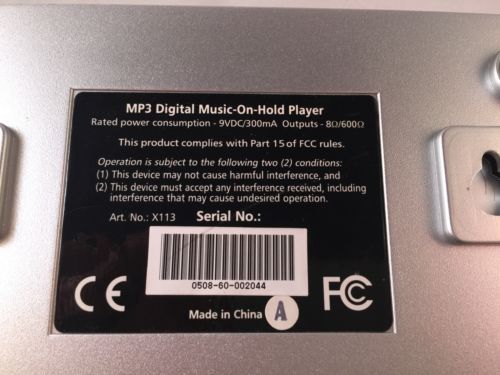 MP3 Digital Music-On-Hold Player
Rated power consumption - 9VDC/300mA Outputs - 8Ω/600Ω
This product complies with Part 15 of FCC rules.
Operation is subject to the following two (2) conditions:
(1) This device may not cause harmful interference, and
(2) This device must accept any interference received, including
interference that may cause undesired operation.
Art. No.: X113 Serial No.:
0508-60-002044
CE FC
Made in China A